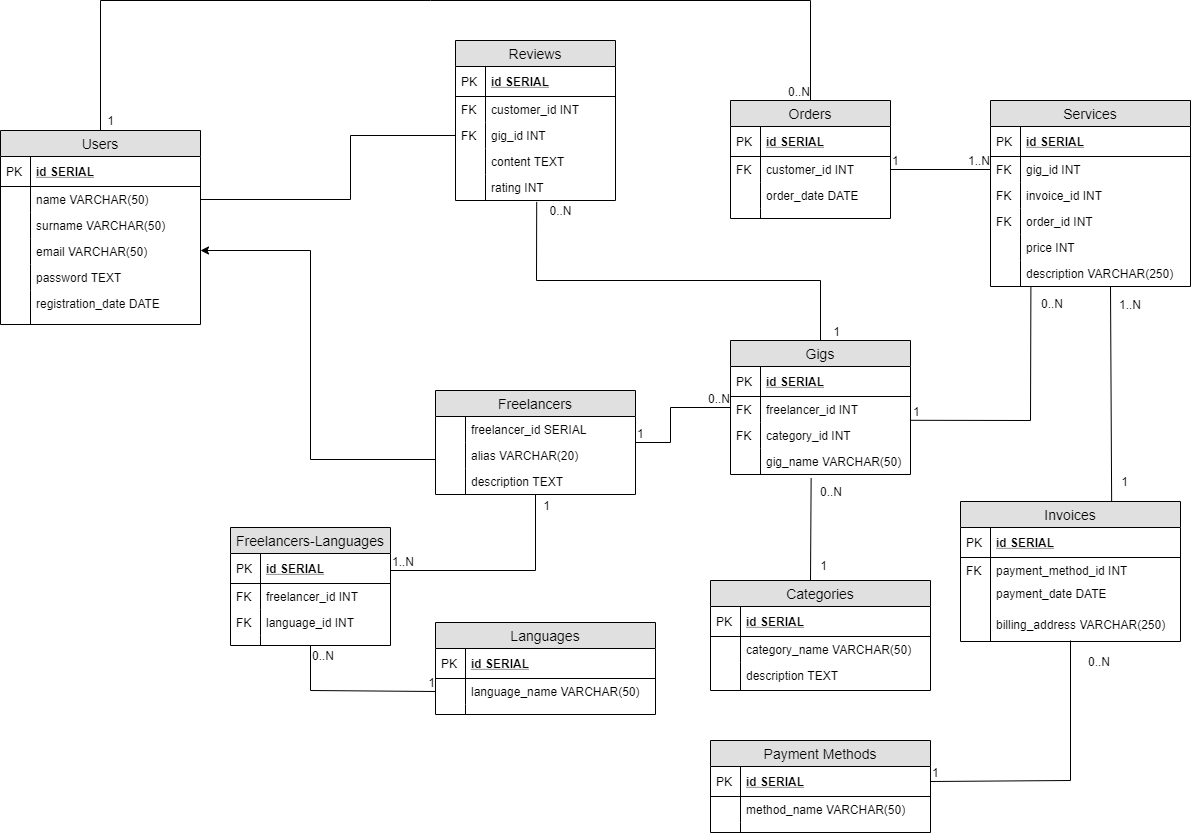 Reviews
PK id SERIAL
FK customer_id INT
FK gig_id INT
content TEXT
rating INT
0..N
0..N
Orders
PK id SERIAL
FK customer_id INT
order_date DATE
1
1..N
Services
PK id SERIAL
FK gig_id INT
FK invoice_id INT
FK order_id INT
price INT
description VARCHAR(250)
0..N
1..N
1
Users
PK id SERIAL
name VARCHAR(50)
surname VARCHAR(50)
email VARCHAR(50)
password TEXT
registration_date DATE
1
Gigs
PK id SERIAL
FK freelancer_id INT
FK category_id INT
gig_name VARCHAR(50)
0..N
1
0..N
Freelancers
freelancer_id SERIAL
alias VARCHAR(20)
description TEXT
1
1
Freelancers-Languages
PK id SERIAL
FK freelancer_id INT
FK language_id INT
1..N
0..N
1
Languages
PK id SERIAL
language_name VARCHAR(50)
1
Categories
PK id SERIAL
category_name VARCHAR(50)
description TEXT
1
Invoices
PK id SERIAL
FK payment_method_id INT
payment_date DATE
billing_address VARCHAR(250)
0..N
1
Payment Methods
PK id SERIAL
method_name VARCHAR(50)